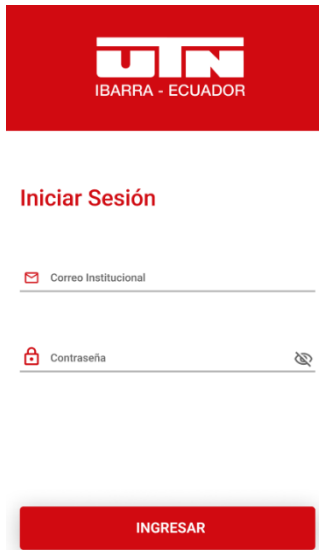 UTN
IBARRA - ECUADOR
Iniciar Sesión
Correo Institucional
Contraseña
INGRESAR